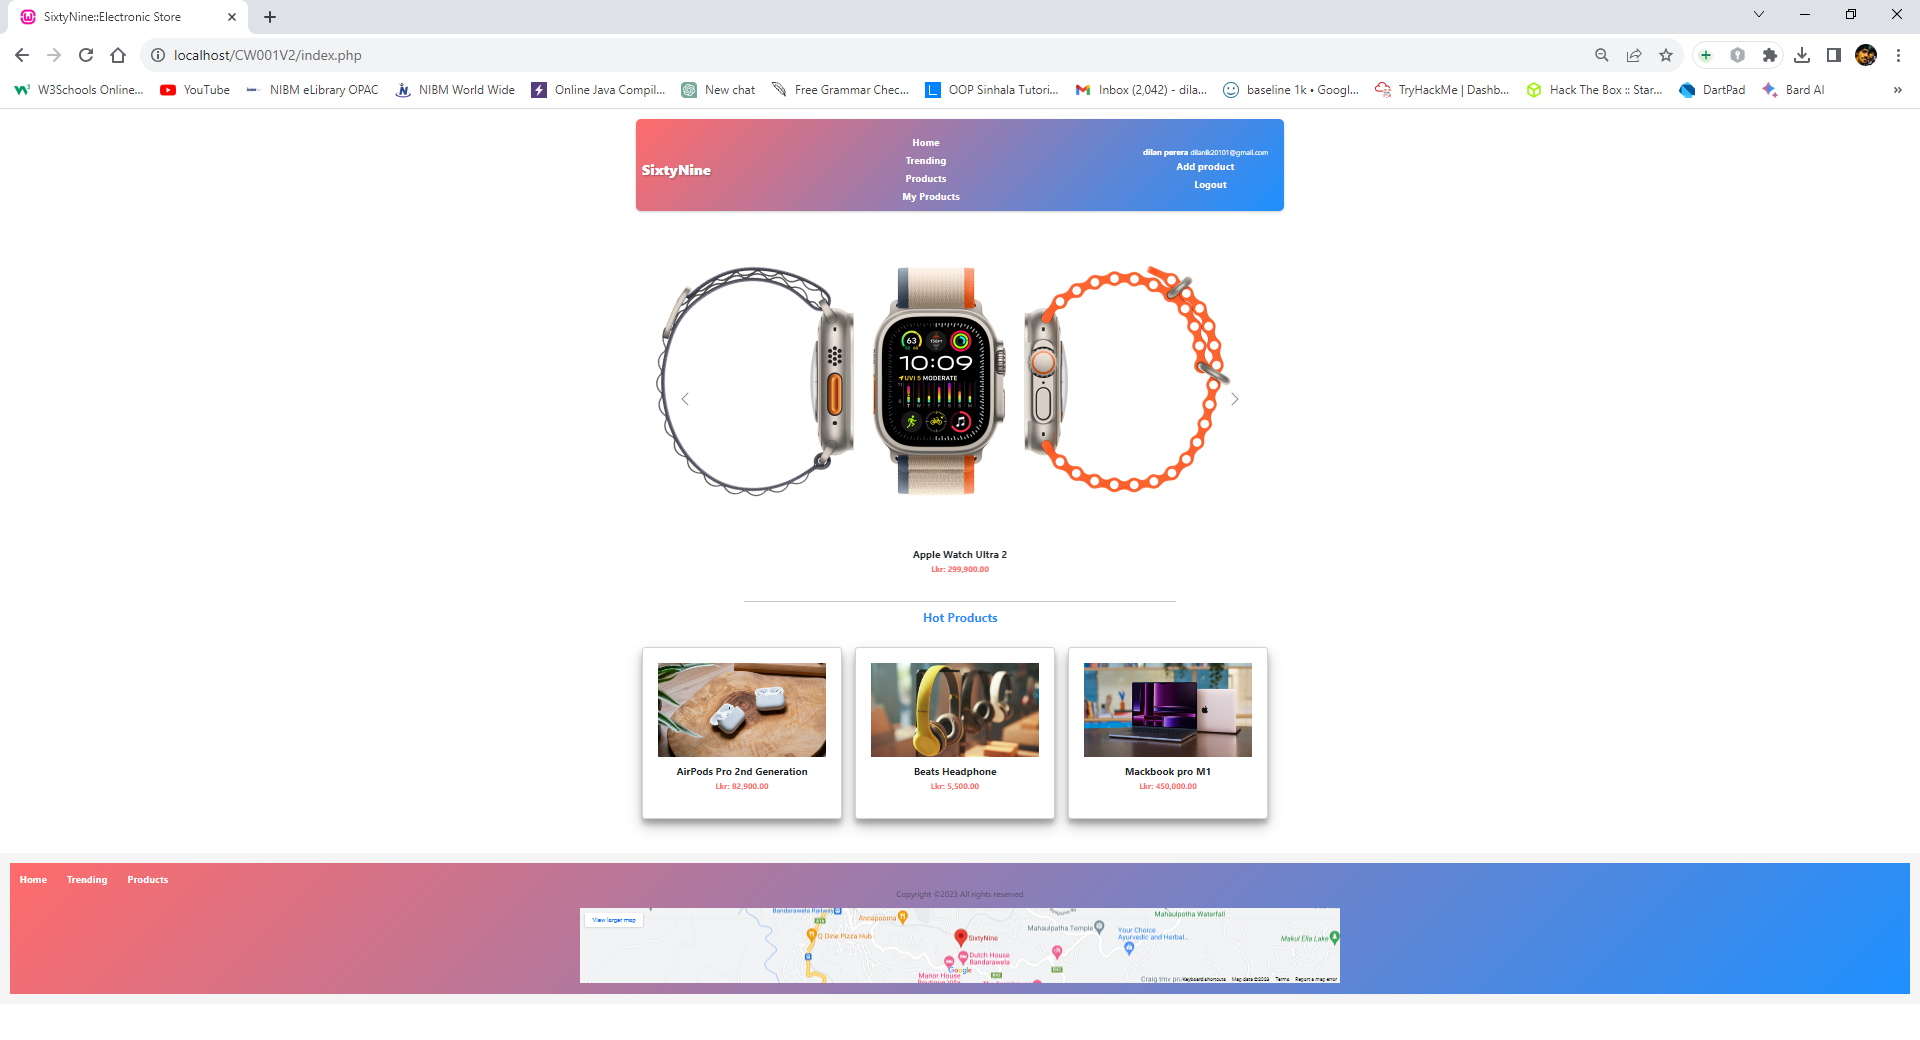 SixtyNine::Electronic Store
localhost/CW001V2/index.php
W3Schools Online...
YouTube
NIBM eLibrary OPAC
NIBM World Wide
Online Java Compil...
New chat
Free Grammar Chec...
OOP Sinhala Tutori...
Inbox (2,042) - dila...
baseline 1k • Googl...
TryHackMe | Dashb...
Hack The Box :: Star...
DartPad
Bard AI
»
SixtyNine
Home
Trending
Products
My Products
dilan perera dilanik20101@gmail.com
Add product
Logout
63
10:09
UVI 5 MODERATE
Apple Watch Ultra 2
Lkr: 299,900.00
Hot Products
AirPods Pro 2nd Generation
Lkr: 82,900.00
Beats Headphone
Lkr: 5,500.00
Mackbook pro M1
Lkr: 450,000.00
Home Trending Products
Copyright ©2023 All rights reserved
View larger map
Bandarawela Railway
Annapoorna
Q Dine Pizza Hub
SixtyNine
Dutch House
Bandarawela
Manor House
Google
Mahaulpotha Temple
Mahaulpotha Waterfall
Your Choice
Ayurvedic and Herbal...
Makul Ella Lake
Keyboard shortcuts
Map data ©2023
Terms
Report a map error